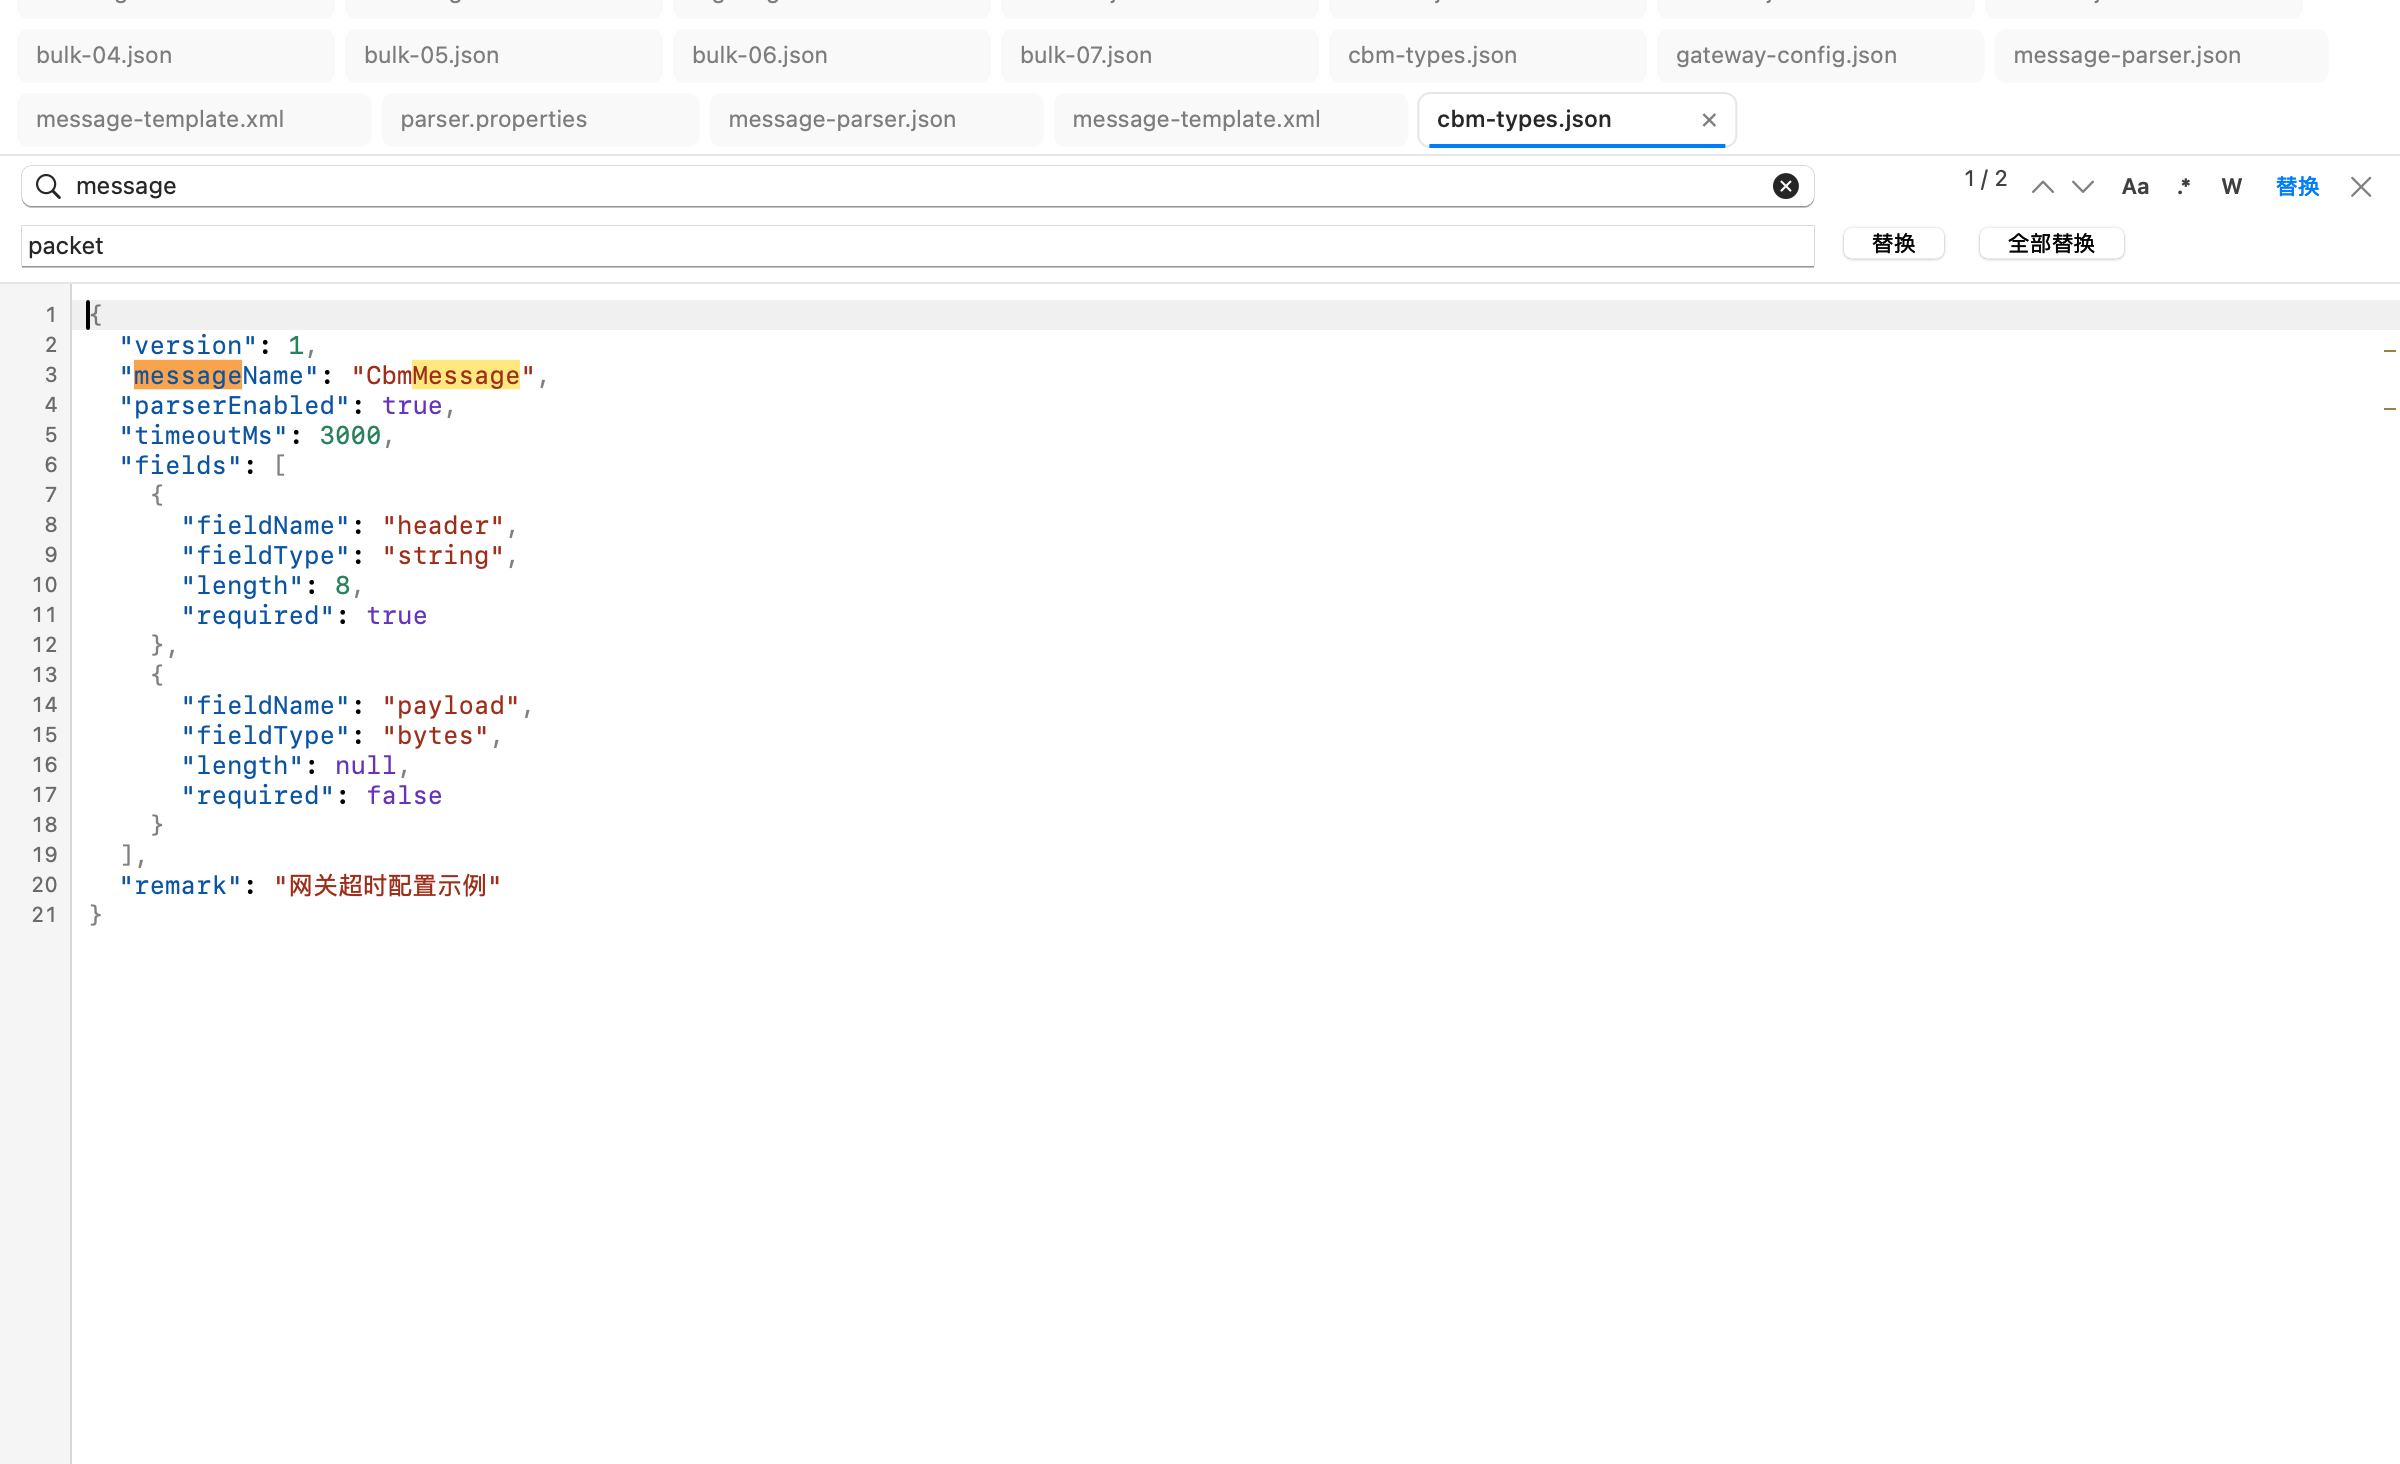 bulk-04.json bulk-05.json bulk-06.json bulk-07.json cbm-types.json gateway-config.json message-parser.json
message-template.xml parser.properties message-parser.json message-template.xml cbm-types.json ×
message 1 / 2 Aa .* W 替换
packet 替换 全部替换
1 {
2 "version": 1,
3 "messageName": "CbmMessage",
4 "parserEnabled": true,
5 "timeoutMs": 3000,
6 "fields": [
7 {
8 "fieldName": "header",
9 "fieldType": "string",
10 "length": 8,
11 "required": true
12 },
13 {
14 "fieldName": "payload",
15 "fieldType": "bytes",
16 "length": null,
17 "required": false
18 }
19 ],
20 "remark": "网关超时配置示例"
21 }